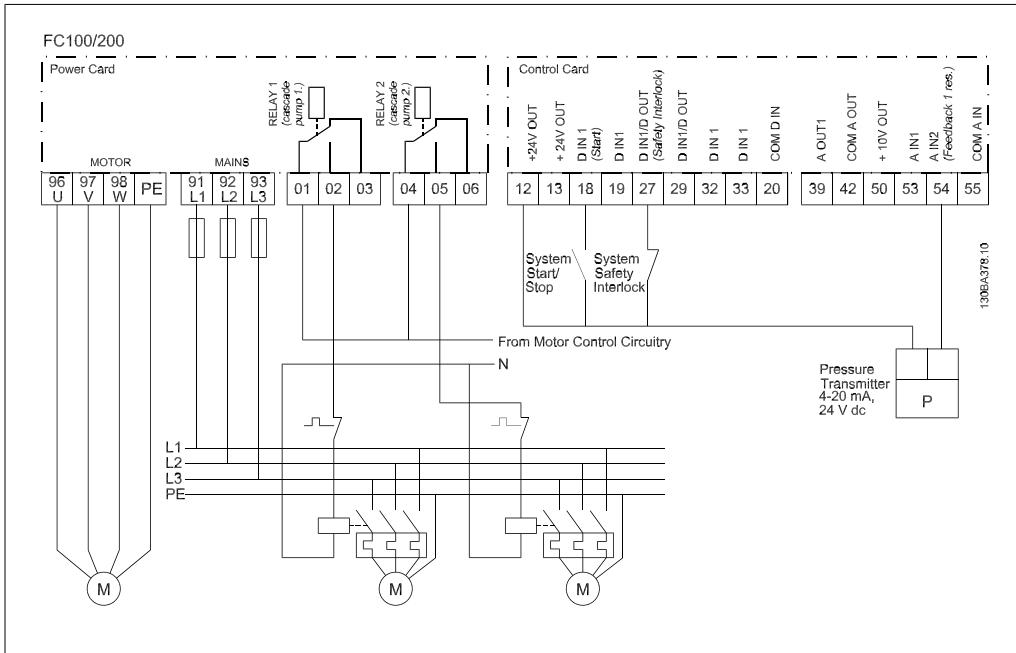 FC100/200
Power Card
Control Card
RELAY 1
(cascade
pump 1.)
RELAY 2
(cascade
pump 2.)
+24V OUT
+ 24V OUT
D IN 1
(Start)
D IN1
D IN1/D OUT
(Safety Interlock)
D IN1/D OUT
D IN 1
D IN 1
COM D IN
A OUT1
COM A OUT
+ 10V OUT
A IN1
A IN2
(Feedback 1 res.)
COM A IN
MOTOR
MAINS
96 97 98 PE 91 92 93 01 02 03 04 05 06 12 13 18 19 27 29 32 33 20 39 42 50 53 54 55
U V W L1 L2 L3
System
Start/
Stop
System
Safety
Interlock
130BA378.10
From Motor Control Circuitry
N
Pressure
Transmitter
4-20 mA,
24 V dc
P
L1
L2
L3
PE
M M M